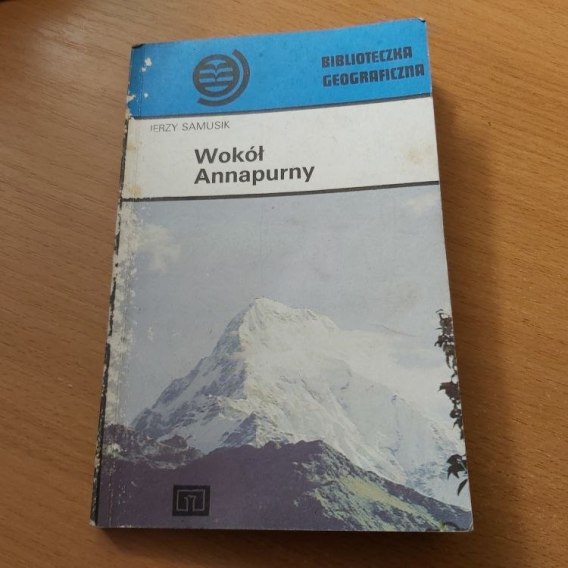 BIBLIOTECZKA
GEOGRAFICZNA
JERZY SAMUSIK
Wokół
Annapurny